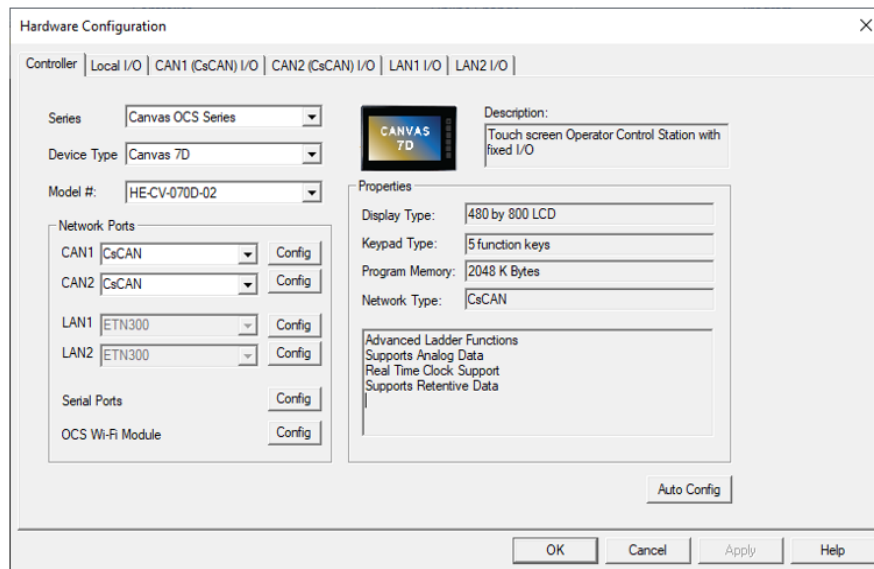 Hardware Configuration
Controller
Local I/O
CAN1 (CsCAN) I/O
CAN2 (CsCAN) I/O
LAN1 I/O
LAN2 I/O
Series
Canvas OCS Series
Device Type
Canvas 7D
Model #:
HE-CV-070D-02
Network Ports
CAN1
CsCAN
Config
CAN2
CsCAN
Config
LAN1
ETN300
Config
LAN2
ETN300
Config
Serial Ports
Config
OCS Wi-Fi Module
Config
CANVAS
7D
Description:
Touch screen Operator Control Station with
fixed I/O
Properties
Display Type:
480 by 800 LCD
Keypad Type:
5 function keys
Program Memory:
2048 K Bytes
Network Type:
CsCAN
Advanced Ladder Functions
Supports Analog Data
Real Time Clock Support
Supports Retentive Data
Auto Config
OK
Cancel
Apply
Help